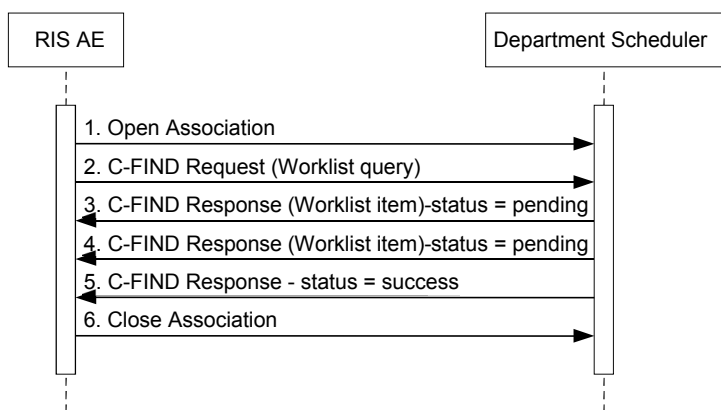 RIS AE
Department Scheduler
1. Open Association
2. C-FIND Request (Worklist query)
3. C-FIND Response (Worklist item)-status = pending
4. C-FIND Response (Worklist item)-status = pending
5. C-FIND Response - status = success
6. Close Association